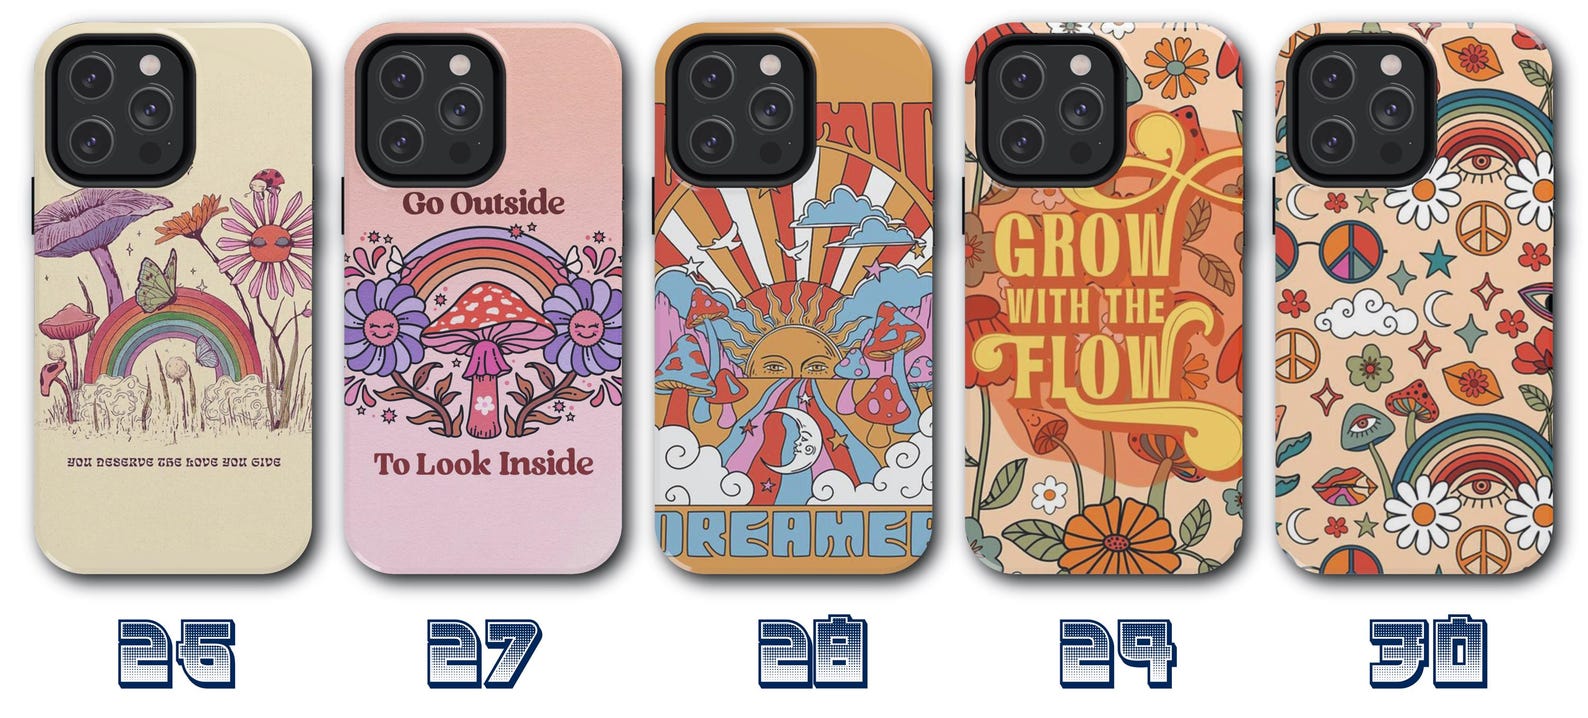 YOU DESERVE THE LOVE YOU GIVE
Go Outside
To Look Inside
DREAMER
GROW
WITH THE
FLOW
26 27 28 29 30